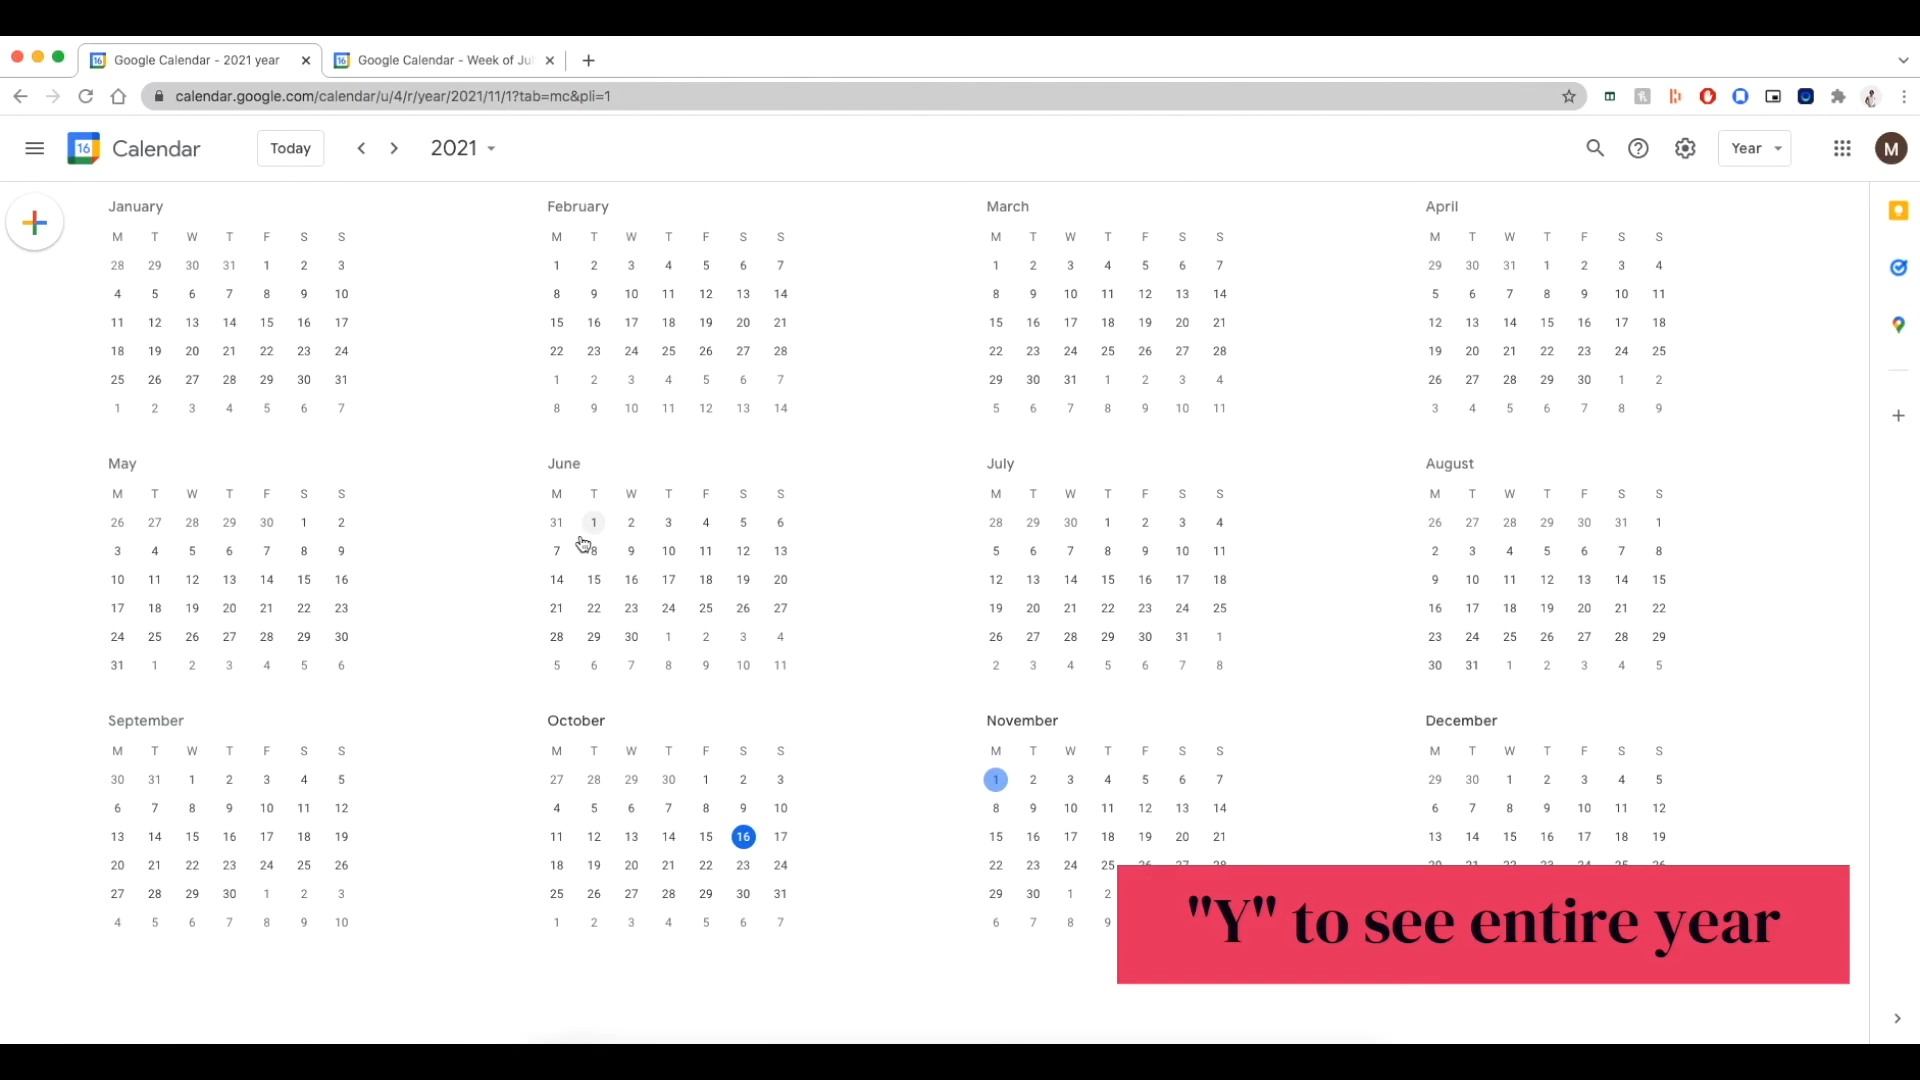 Google Calendar - 2021 year
Google Calendar - Week of Jul
calendar.google.com/calendar/u/4/r/year/2021/11/1?tab=mc&pli=1
16 Calendar Today 2021 Year M
January February March April
M T W T F S S M T W T F S S M T W T F S S M T W T F S S
28 29 30 31 1 2 3 1 2 3 4 5 6 7 1 2 3 4 5 6 7 29 30 31 1 2 3 4
4 5 6 7 8 9 10 8 9 10 11 12 13 14 8 9 10 11 12 13 14 5 6 7 8 9 10 11
11 12 13 14 15 16 17 15 16 17 18 19 20 21 15 16 17 18 19 20 21 12 13 14 15 16 17 18
18 19 20 21 22 23 24 22 23 24 25 26 27 28 22 23 24 25 26 27 28 19 20 21 22 23 24 25
25 26 27 28 29 30 31 1 2 3 4 5 6 7 29 30 31 1 2 3 4 26 27 28 29 30 1 2
1 2 3 4 5 6 7 8 9 10 11 12 13 14 5 6 7 8 9 10 11 3 4 5 6 7 8 9
May June July August
M T W T F S S M T W T F S S M T W T F S S M T W T F S S
26 27 28 29 30 1 2 31 1 2 3 4 5 6 28 29 30 1 2 3 4 26 27 28 29 30 31 1
3 4 5 6 7 8 9 7 8 9 10 11 12 13 5 6 7 8 9 10 11 2 3 4 5 6 7 8
10 11 12 13 14 15 16 14 15 16 17 18 19 20 12 13 14 15 16 17 18 9 10 11 12 13 14 15
17 18 19 20 21 22 23 21 22 23 24 25 26 27 19 20 21 22 23 24 25 16 17 18 19 20 21 22
24 25 26 27 28 29 30 28 29 30 1 2 3 4 26 27 28 29 30 31 1 23 24 25 26 27 28 29
31 1 2 3 4 5 6 5 6 7 8 9 10 11 2 3 4 5 6 7 8 30 31 1 2 3 4 5
September October November December
M T W T F S S M T W T F S S M T W T F S S M T W T F S S
30 31 1 2 3 4 5 27 28 29 30 1 2 3 1 2 3 4 5 6 7 29 30 1 2 3 4 5
6 7 8 9 10 11 12 4 5 6 7 8 9 10 8 9 10 11 12 13 14 6 7 8 9 10 11 12
13 14 15 16 17 18 19 11 12 13 14 15 16 17 15 16 17 18 19 20 21 13 14 15 16 17 18 19
20 21 22 23 24 25 26 18 19 20 21 22 23 24 22 23 24 25
27 28 29 30 1 2 3 25 26 27 28 29 30 31 29 30 1 2
4 5 6 7 8 9 10 1 2 3 4 5 6 7 6 7 8 9
"Y" to see entire year